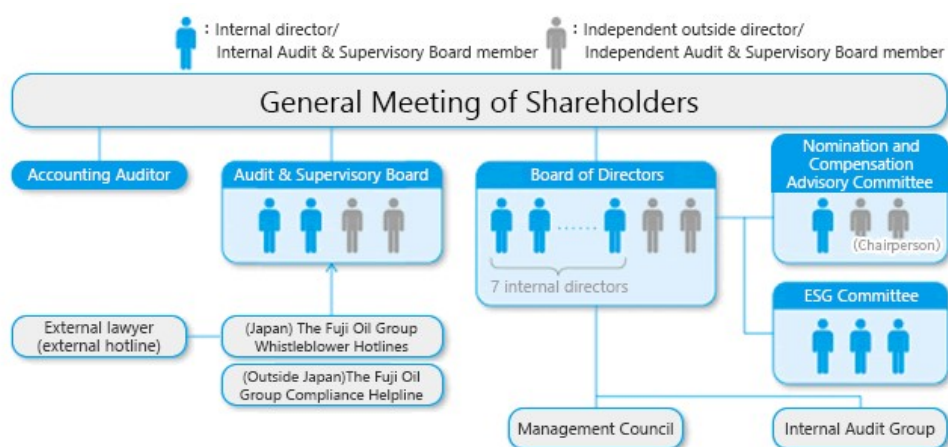 : Internal director/
Internal Audit & Supervisory Board member
: Independent outside director/
Independent Audit & Supervisory Board member
General Meeting of Shareholders
Accounting Auditor
Audit & Supervisory Board
Board of Directors
7 internal directors
Nomination and
Compensation
Advisory Committee
(Chairperson)
ESG Committee
External lawyer
(external hotline)
(Japan) The Fuji Oil Group
Whistleblower Hotlines
(Outside Japan)The Fuji Oil
Group Compliance Helpline
Management Council
Internal Audit Group